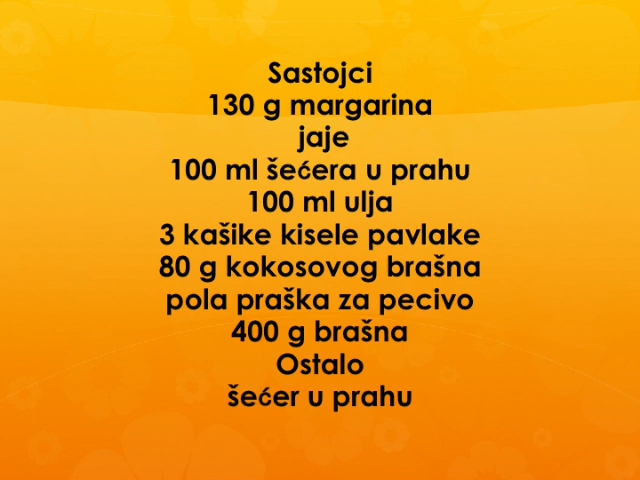 Sastojci
130 g margarina
jaje
100 ml šećera u prahu
100 ml ulja
3 kašike kisele pavlake
80 g kokosovog brašna
pola praška za pecivo
400 g brašna
Ostalo
šećer u prahu